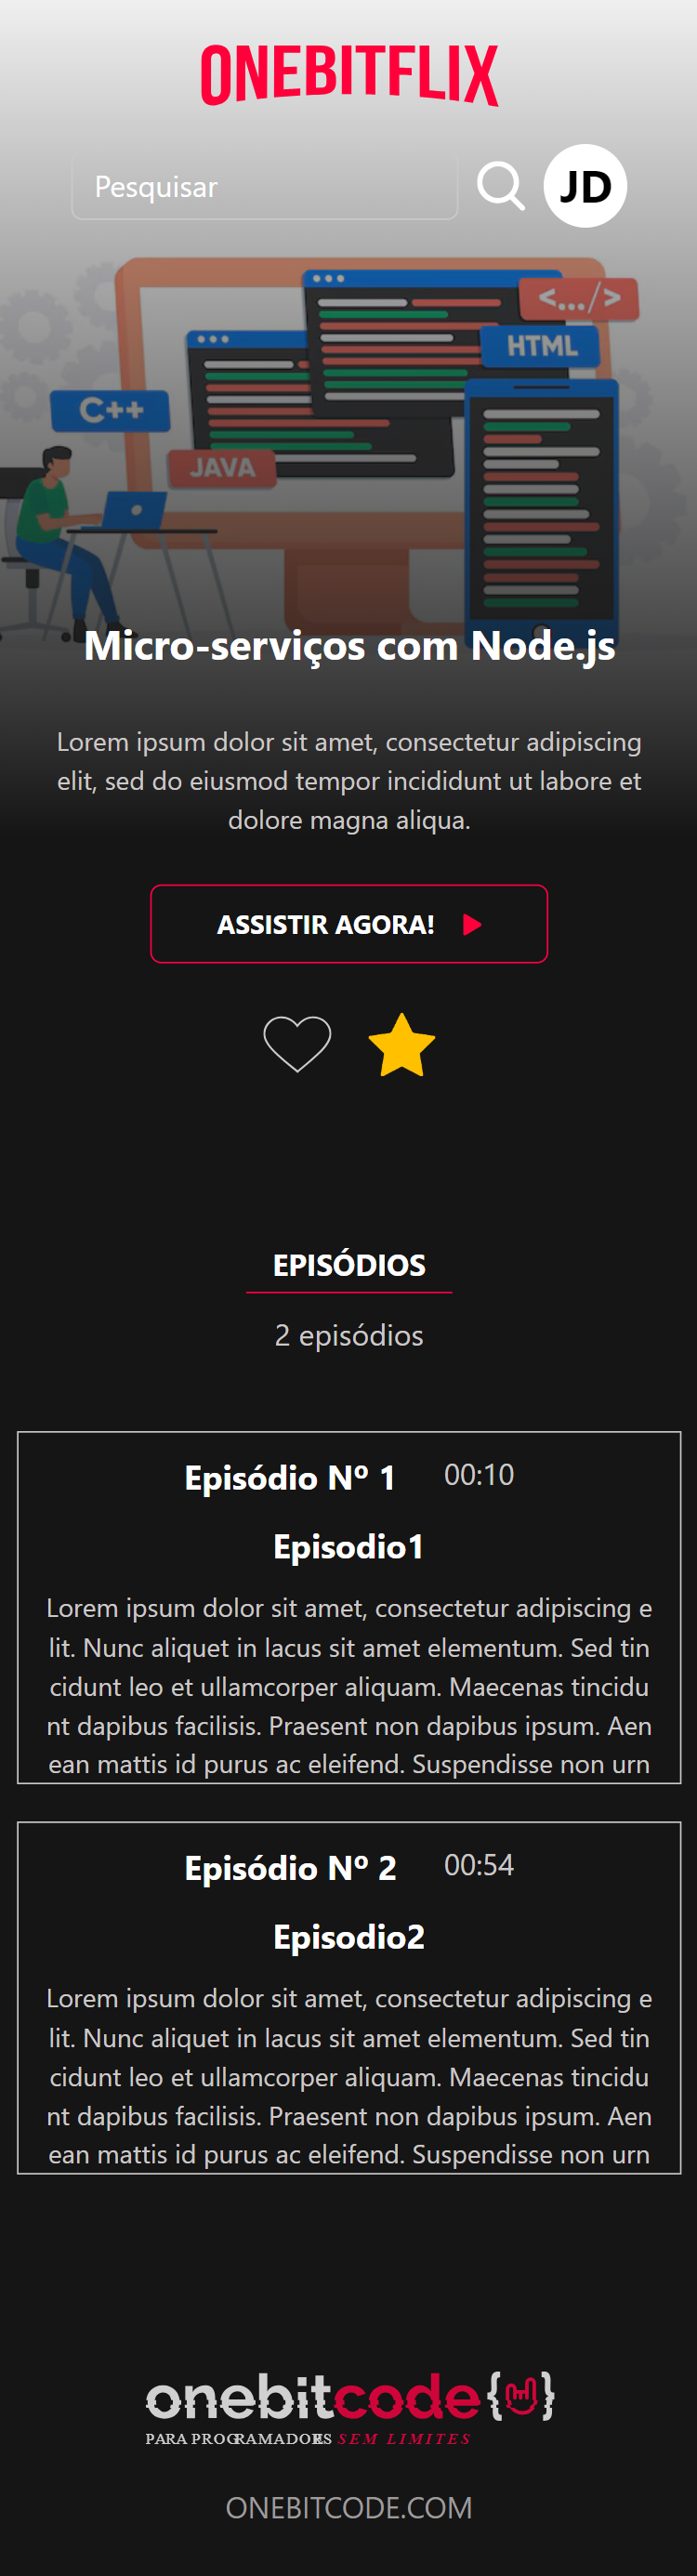 ONEBITFLIX
Pesquisar
JD
<.../>
HTML
C++
JAVA
Micro-serviços com Node.js
Lorem ipsum dolor sit amet, consectetur adipiscing
elit, sed do eiusmod tempor incididunt ut labore et
dolore magna aliqua.
ASSISTIR AGORA!
EPISÓDIOS
2 episódios
Episódio Nº 1 00:10
Episodio1
Lorem ipsum dolor sit amet, consectetur adipiscing e
lit. Nunc aliquet in lacus sit amet elementum. Sed tin
cidunt leo et ullamcorper aliquam. Maecenas tincidu
nt dapibus facilisis. Praesent non dapibus ipsum. Aen
ean mattis id purus ac eleifend. Suspendisse non urn
Episódio Nº 2 00:54
Episodio2
Lorem ipsum dolor sit amet, consectetur adipiscing e
lit. Nunc aliquet in lacus sit amet elementum. Sed tin
cidunt leo et ullamcorper aliquam. Maecenas tincidu
nt dapibus facilisis. Praesent non dapibus ipsum. Aen
ean mattis id purus ac eleifend. Suspendisse non urn
onebitcode{}
PARA PROGRAMADORES SEM LIMITES
ONEBITCODE.COM